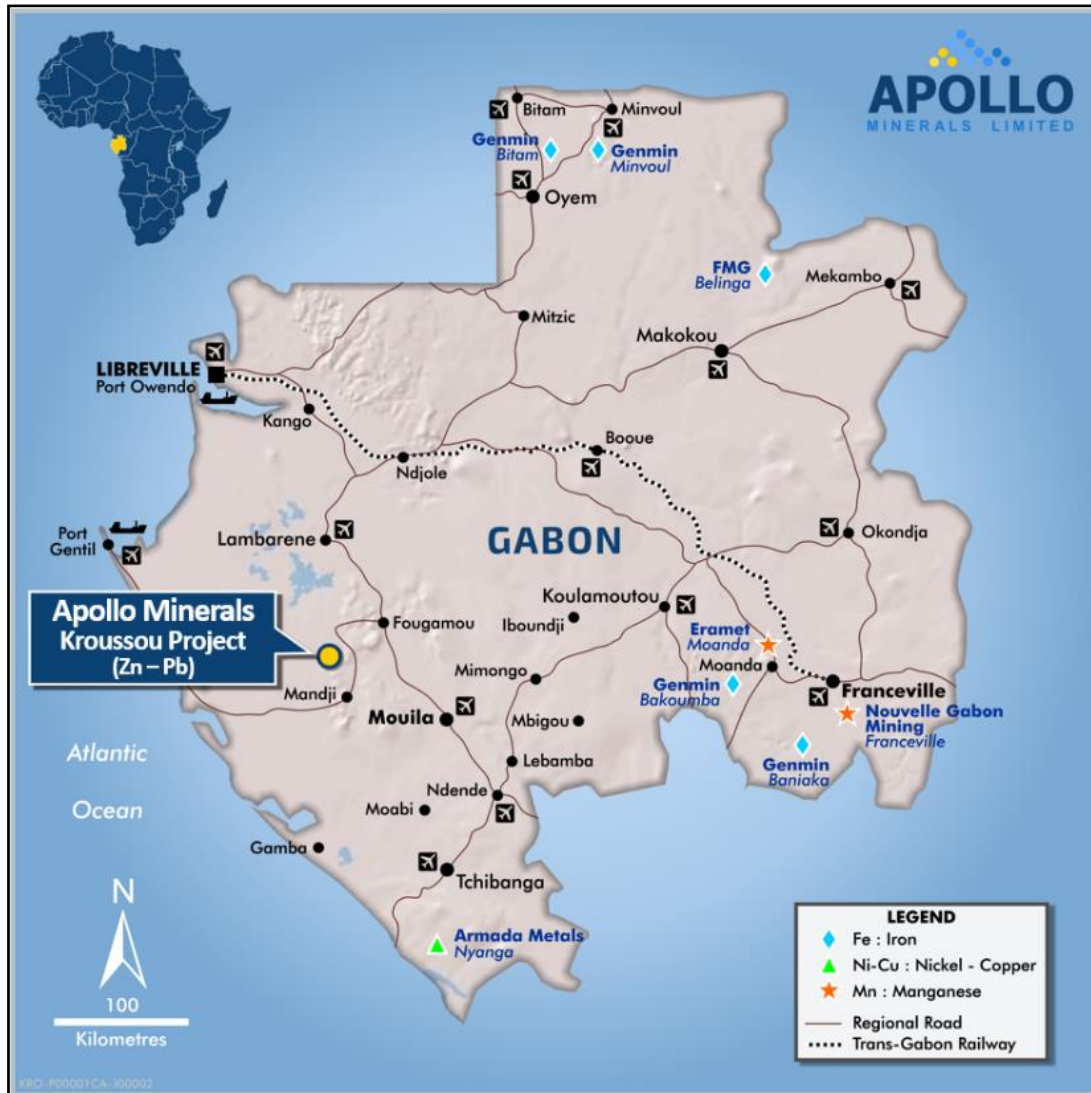 APOLLO
MINERALS LIMITED
Bitam
Minvoul
Genmin
Bitam
Genmin
Minvoul
Oyem
FMG
Belinga
Mekambo
Mitzic
Makokou
LIBREVILLE
Port Owendo
Kango
Booue
Ndjole
Port
Gentil
Lambarene
GABON
Okondja
Koulamoutou
Apollo Minerals
Kroussou Project
(Zn – Pb)
Fougamou
Iboundji
Eramet
Moanda
Moanda
Mimongo
Genmin
Bakoumba
Franceville
Mandji
Mouila
Mbigou
Nouvelle Gabon
Mining
Franceville
Atlantic
Ocean
Lebamba
Genmin
Baniaka
Ndende
Moabi
Gamba
Tchibanga
N
Armada Metals
Nyanga
100
Kilometres
LEGEND
Fe : Iron
Ni-Cu : Nickel - Copper
Mn : Manganese
Regional Road
Trans-Gabon Railway
KRO-P00001CA-J00002